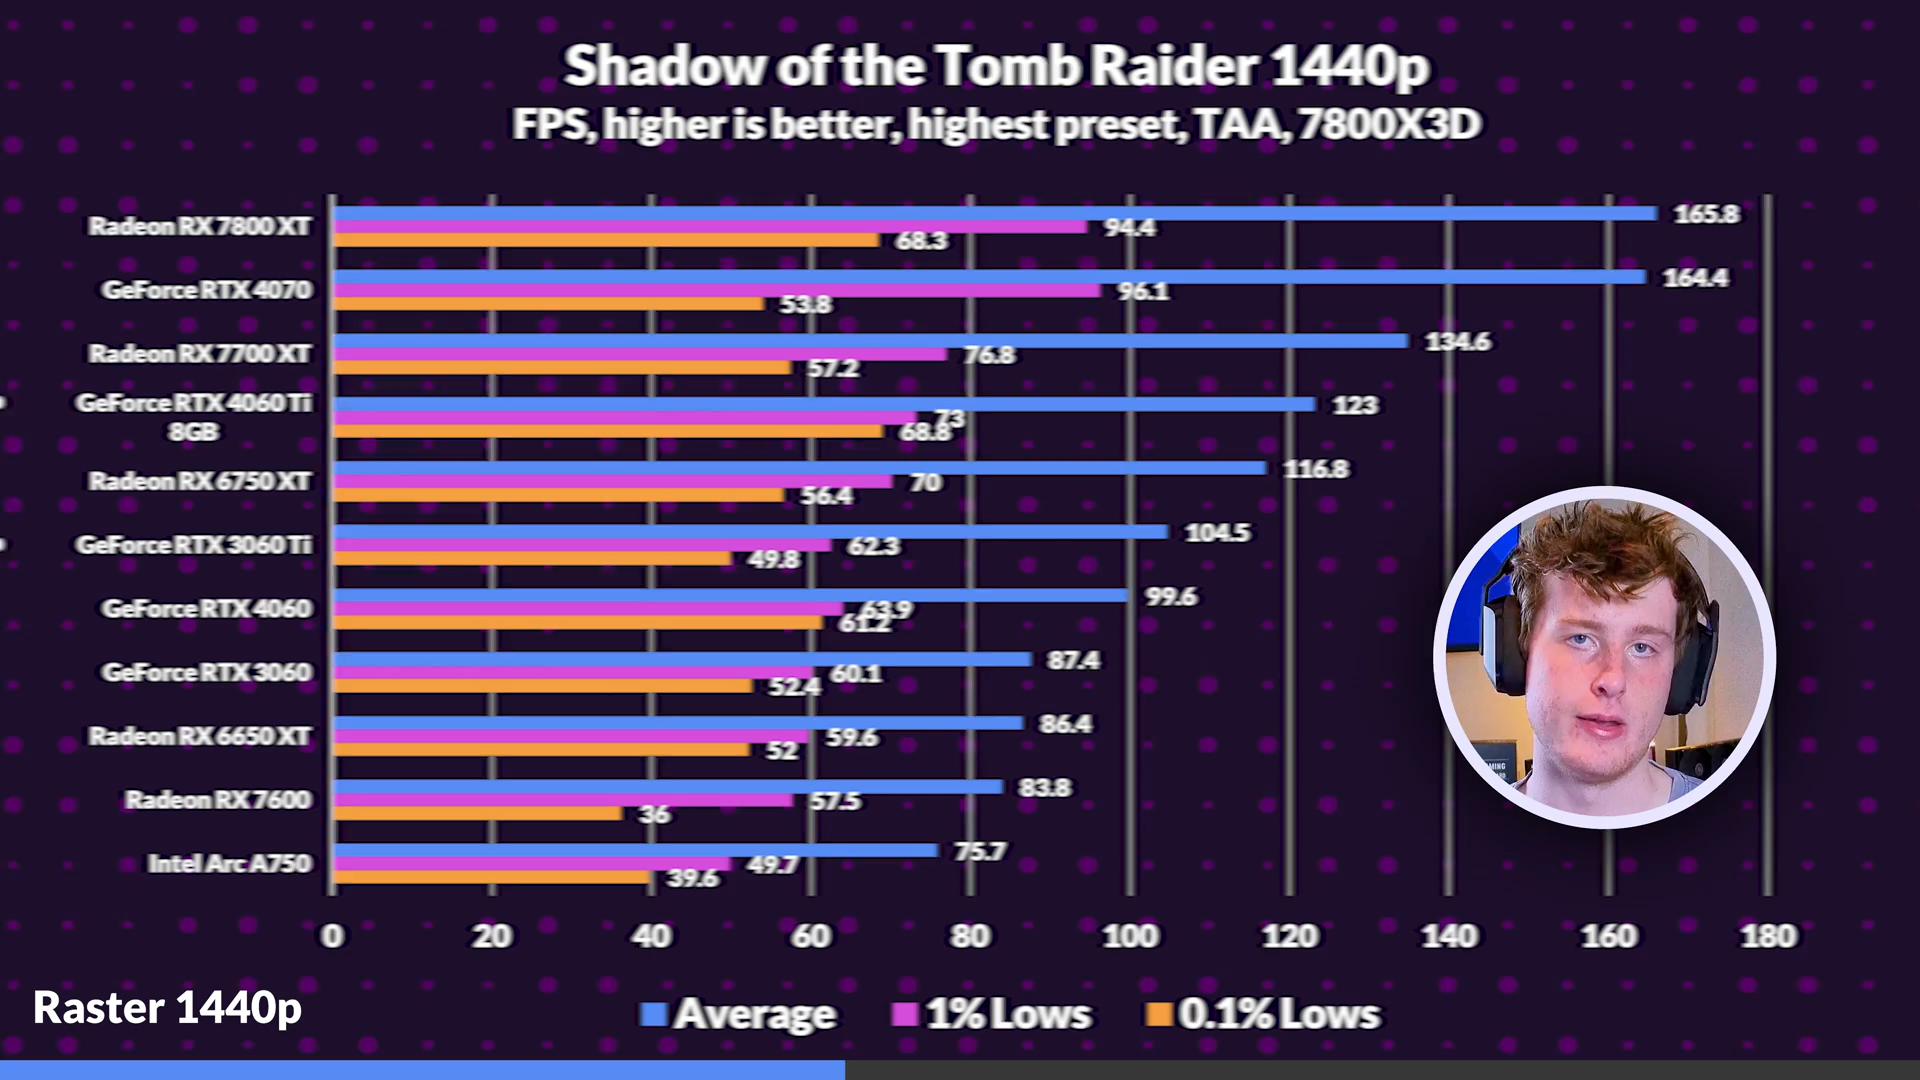 Shadow of the Tomb Raider 1440p
FPS, higher is better, highest preset, TAA, 7800X3D
Radeon RX 7800 XT
165.8
94.4
68.3
GeForce RTX 4070
164.4
96.1
53.8
Radeon RX 7700 XT
134.6
76.8
57.2
GeForce RTX 4060 Ti
8GB
123
73
68.8
Radeon RX 6750 XT
116.8
70
56.4
GeForce RTX 3060 Ti
104.5
62.3
49.8
GeForce RTX 4060
99.6
63.9
61.2
GeForce RTX 3060
87.4
60.1
52.4
Radeon RX 6650 XT
86.4
59.6
52
Radeon RX 7600
83.8
57.5
36
Intel Arc A750
75.7
49.7
39.6
0 20 40 60 80 100 120 140 160 180
Average 1% Lows 0.1% Lows
Raster 1440p